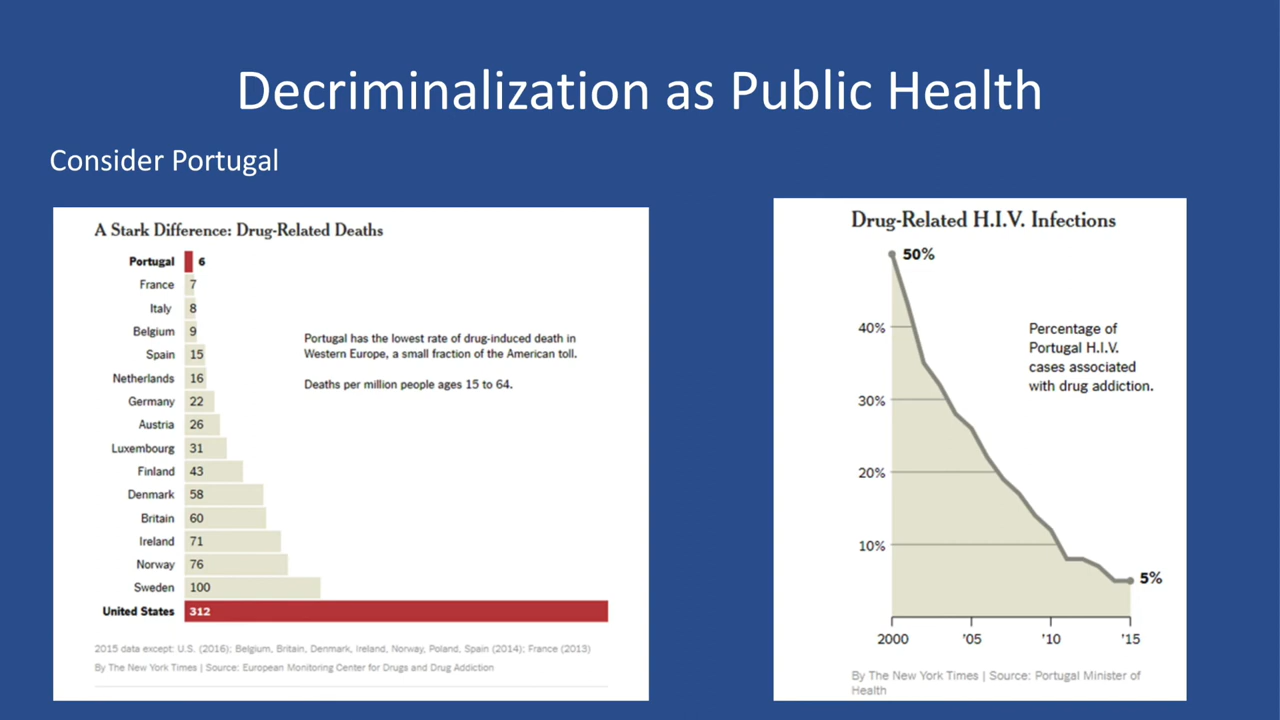 Decriminalization as Public Health
Consider Portugal
A Stark Difference: Drug-Related Deaths
Portugal 6
France 7
Italy 8
Belgium 9
Spain 15
Netherlands 16
Germany 22
Austria 26
Luxembourg 31
Finland 43
Denmark 58
Britain 60
Ireland 71
Norway 76
Sweden 100
United States 312
Portugal has the lowest rate of drug-induced death in
Western Europe, a small fraction of the American toll.
Deaths per million people ages 15 to 64.
2015 data except: U.S. (2016); Belgium, Britain, Denmark, Ireland, Norway, Poland, Spain (2014); France (2013)
By The New York Times | Source: European Monitoring Center for Drugs and Drug Addiction
Drug-Related H.I.V. Infections
50%
40%
30%
20%
10%
5%
Percentage of
Portugal H.I.V.
cases associated
with drug addiction.
2000 '05 '10 '15
By The New York Times | Source: Portugal Minister of
Health